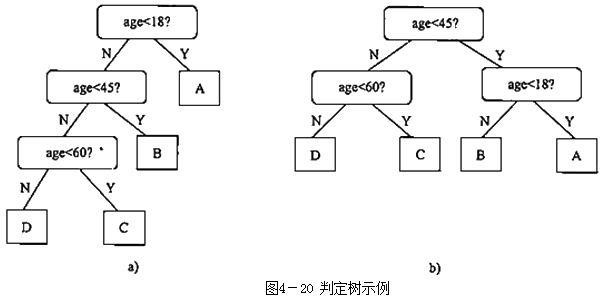 age<18?
N
Y
age<45?
A
N
Y
age<60?
B
N
Y
D
C
a)
age<45?
N
Y
age<60?
age<18?
N
Y
N
Y
D
C
B
A
b)
图4-20 判定树示例